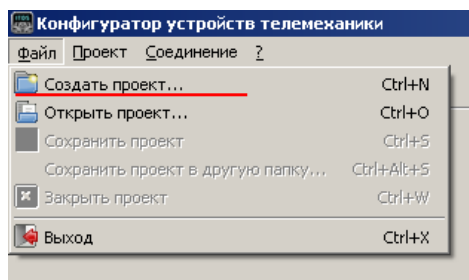 Конфигуратор устройств телемеханики
Файл Проект Соединение ?
Создать проект... Ctrl+N
Открыть проект... Ctrl+O
Сохранить проект Ctrl+S
Сохранить проект в другую папку... Ctrl+Alt+S
Закрыть проект Ctrl+W
Выход Ctrl+X